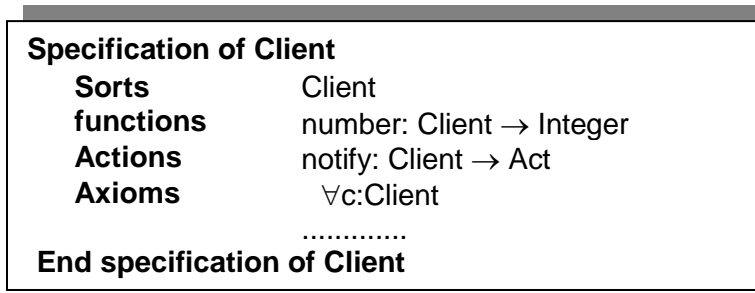 Specification of Client
Sorts Client
functions number: Client → Integer
Actions notify: Client → Act
Axioms ∀c:Client
.............
End specification of Client